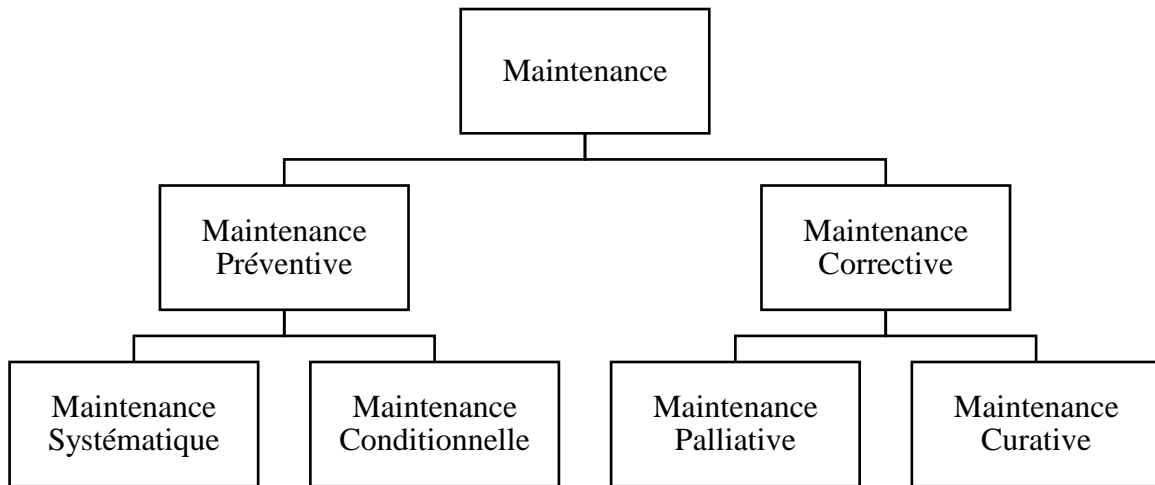 Maintenance
Maintenance
Préventive
Maintenance
Corrective
Maintenance
Systématique
Maintenance
Conditionnelle
Maintenance
Palliative
Maintenance
Curative